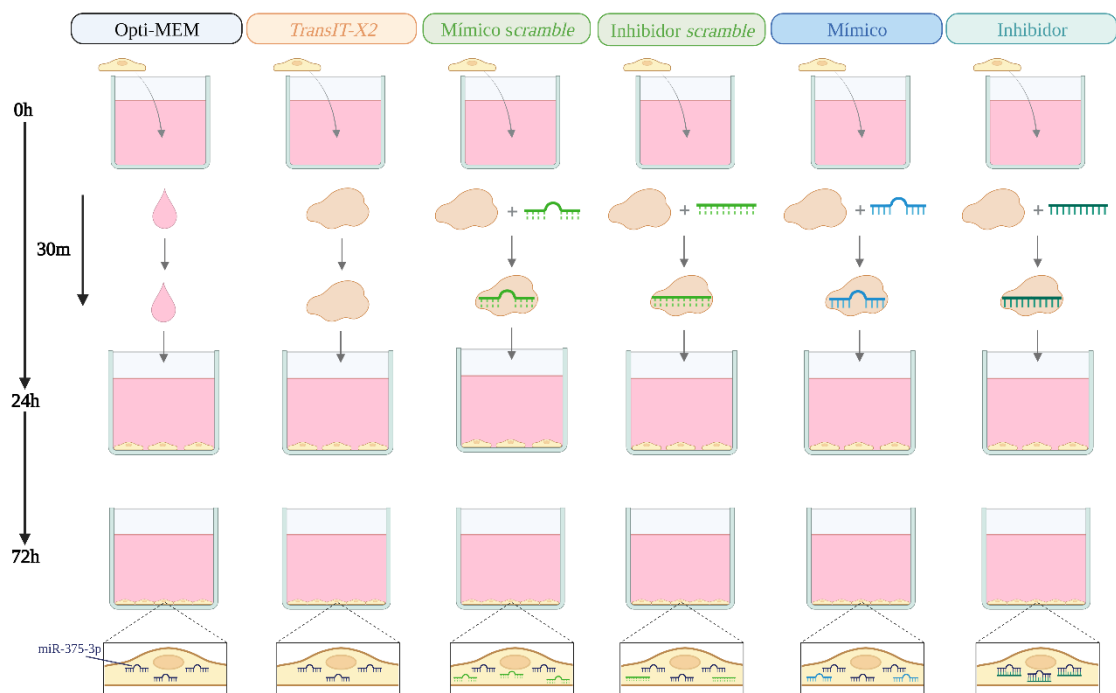 Opti-MEM
TransIT-X2
Mímico scramble
Inhibidor scramble
Mímico
Inhibidor
0h
+
+
+
+
30m
24h
72h
miR-375-3p